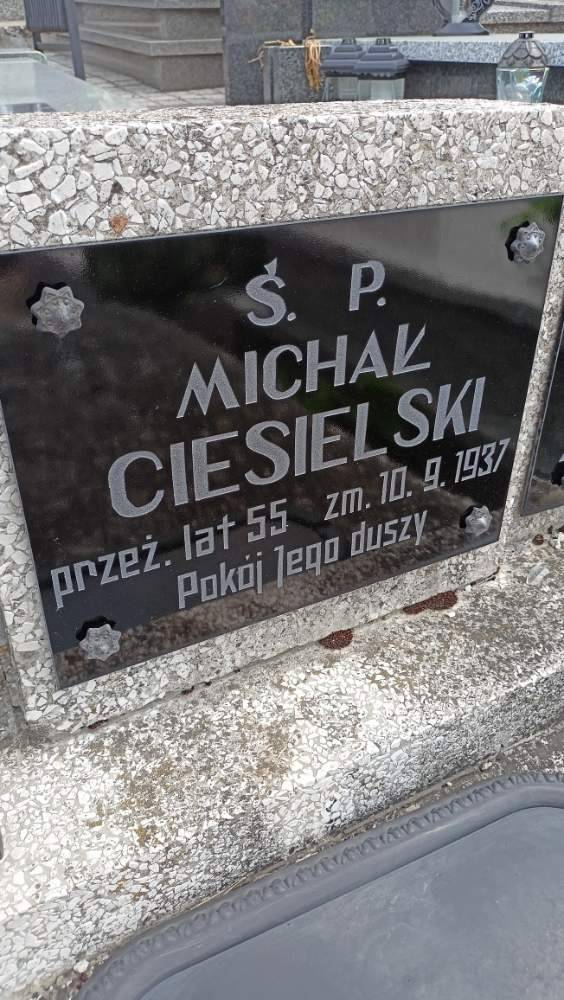 Ś. P.
MICHAŁ
CIESIELSKI
przeż. lat 55 zm. 10. 9. 1937
Pokój Jego duszy